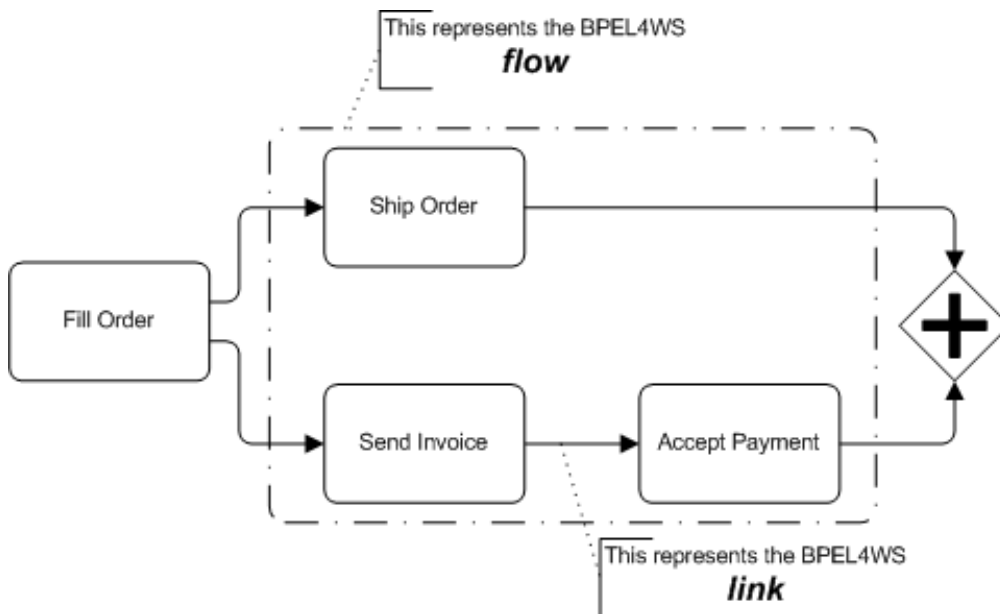 This represents the BPEL4WS
flow
Ship Order
Fill Order
Send Invoice
Accept Payment
This represents the BPEL4WS
link